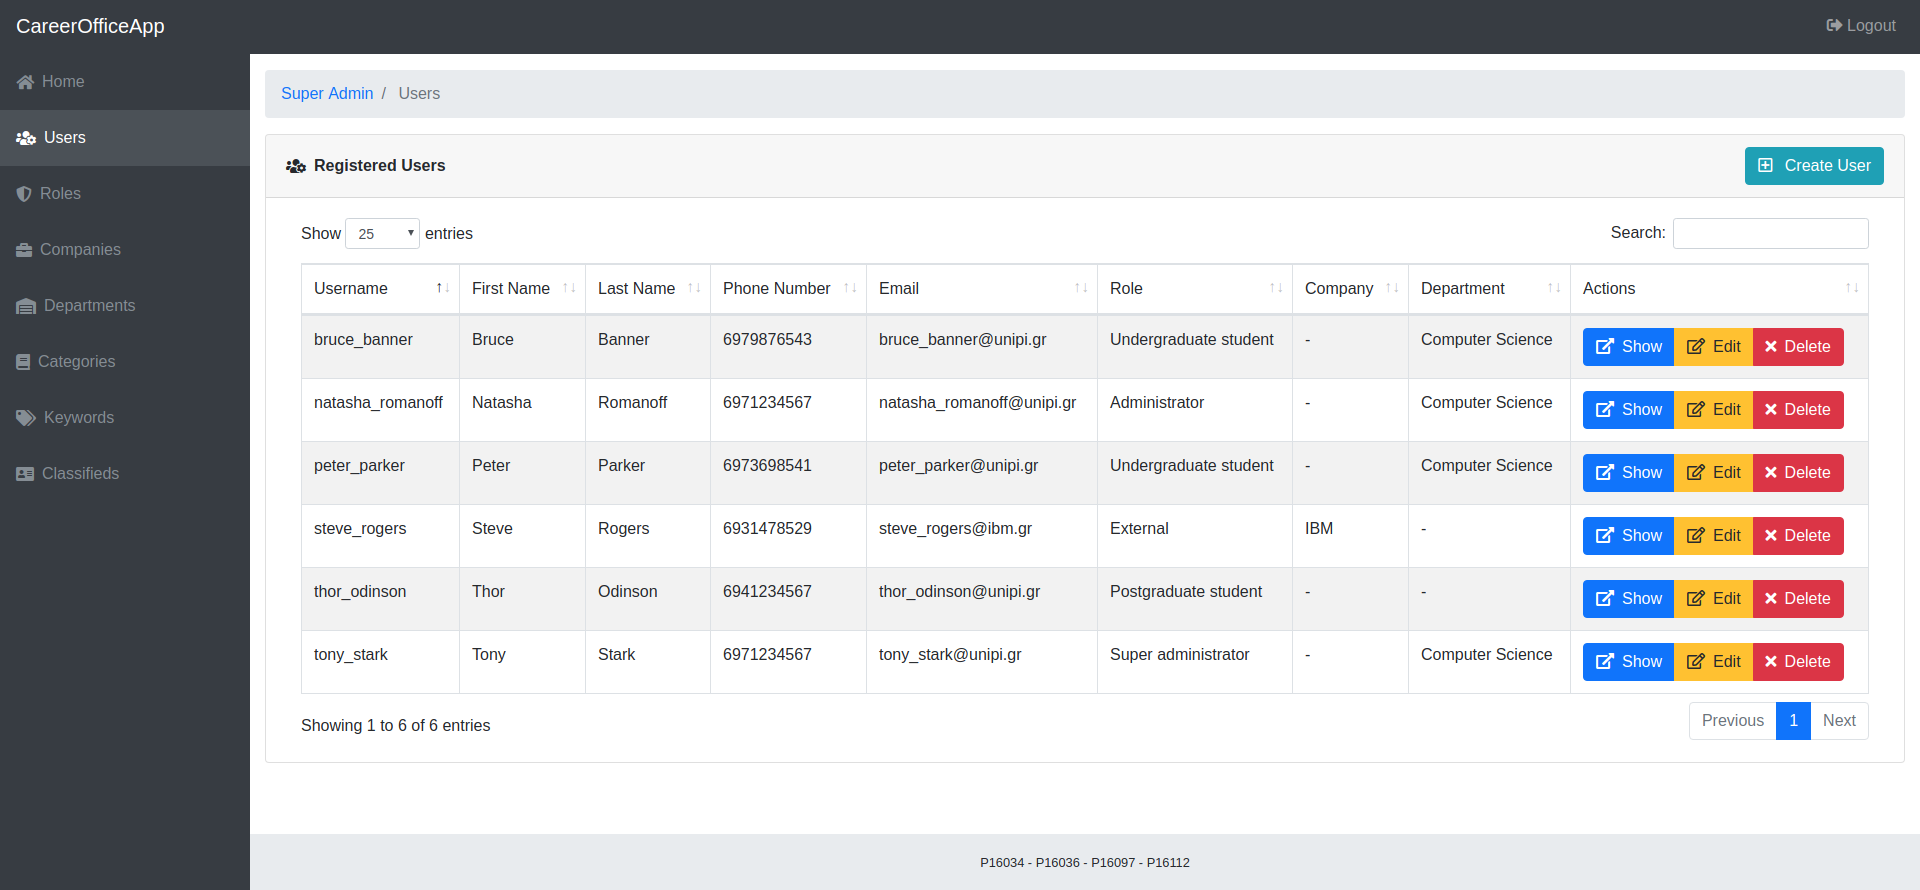 CareerOfficeApp
Logout
Home
Users
Roles
Companies
Departments
Categories
Keywords
Classifieds
Super Admin / Users
Registered Users
Create User
Show 25 entries
Search:
Username First Name Last Name Phone Number Email Role Company Department Actions
bruce_banner Bruce Banner 6979876543 bruce_banner@unipi.gr Undergraduate student - Computer Science Show Edit Delete
natasha_romanoff Natasha Romanoff 6971234567 natasha_romanoff@unipi.gr Administrator - Computer Science Show Edit Delete
peter_parker Peter Parker 6973698541 peter_parker@unipi.gr Undergraduate student - Computer Science Show Edit Delete
steve_rogers Steve Rogers 6931478529 steve_rogers@ibm.gr External IBM - Show Edit Delete
thor_odinson Thor Odinson 6941234567 thor_odinson@unipi.gr Postgraduate student - - Show Edit Delete
tony_stark Tony Stark 6971234567 tony_stark@unipi.gr Super administrator - Computer Science Show Edit Delete
Showing 1 to 6 of 6 entries
Previous 1 Next
P16034 - P16036 - P16097 - P16112